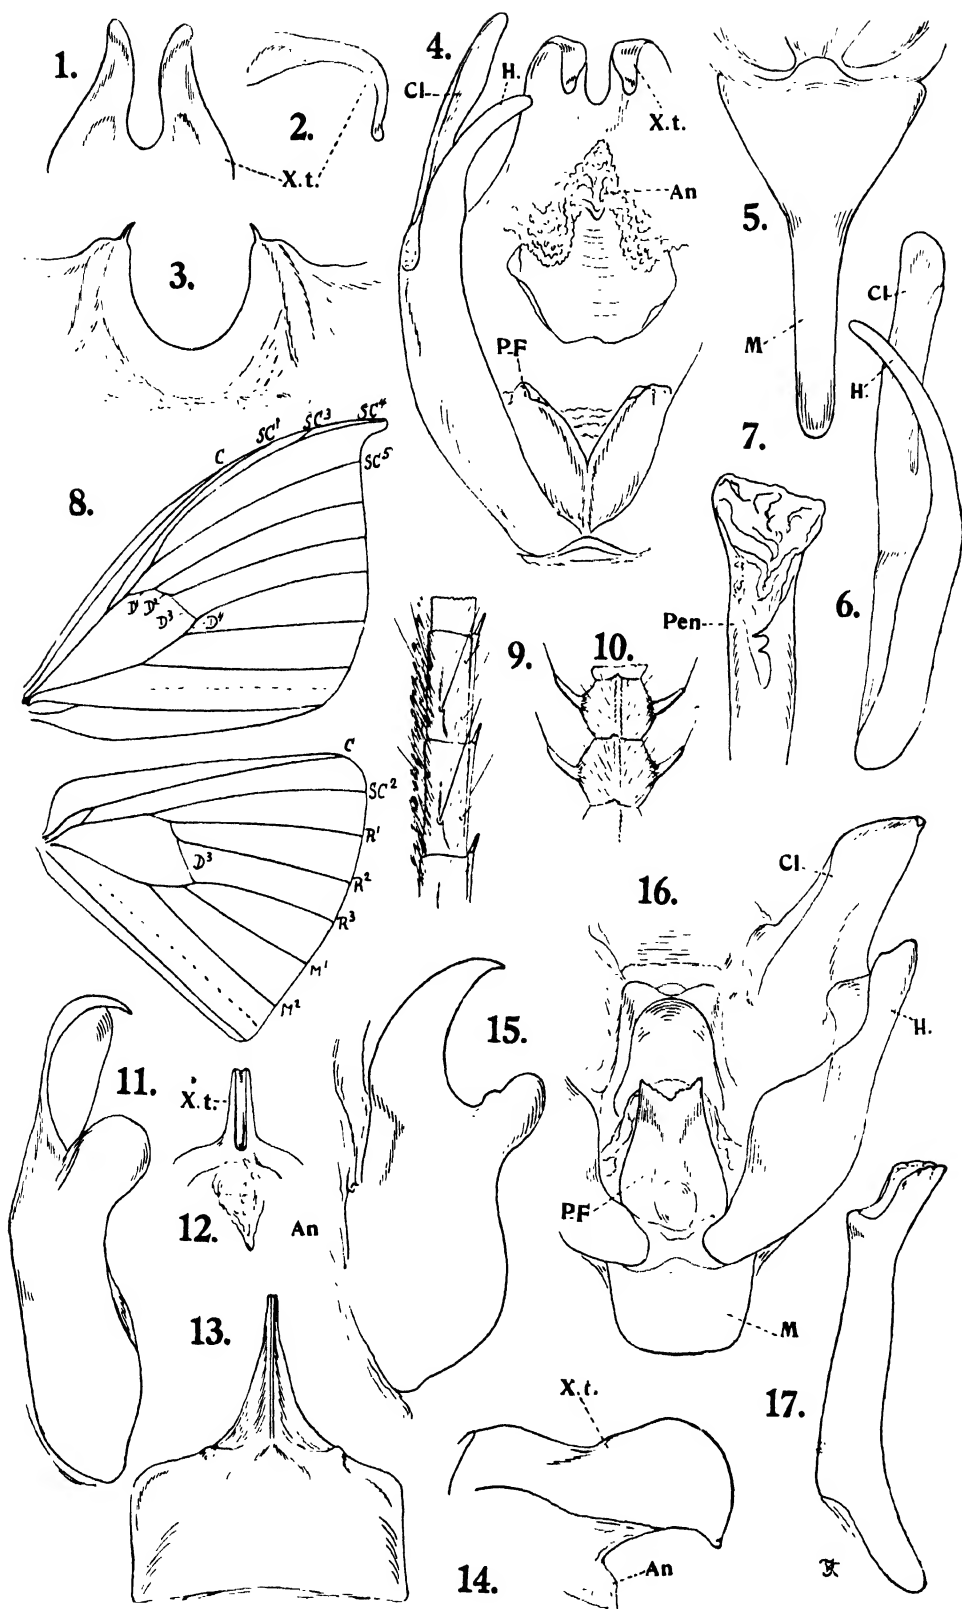 1.
2.
X.t.
3.
4.
Cl
H.
X.t.
An
P.F
5.
M
Cl
H.
6.
7.
Pen
8.
C
SC¹
SC³
SC⁴
SC⁵
D¹ D² D³ D⁴
C
SC²
R¹
R²
R³
M¹
M²
D³
9.
10.
11.
X.t.
12.
An
13.
15.
16.
Cl
H.
P.F
M
17.
X.t.
14.
An